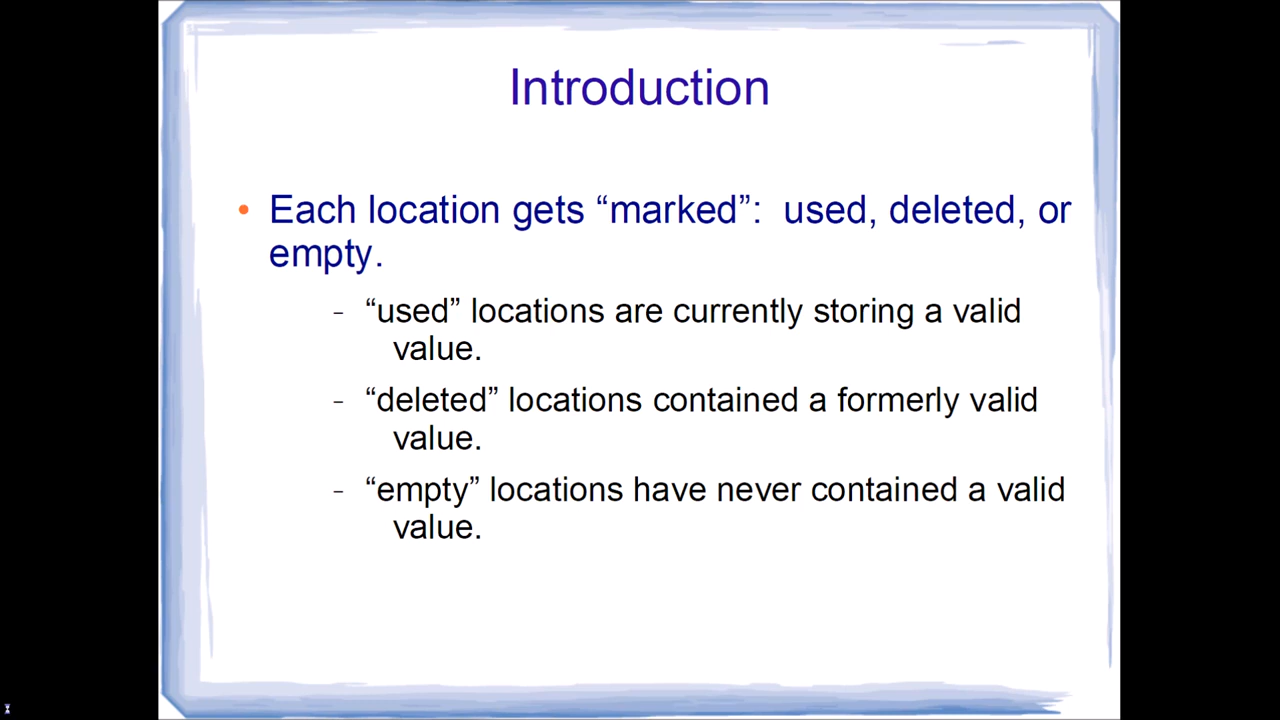 Introduction
• Each location gets “marked”:  used, deleted, or
empty.
– “used” locations are currently storing a valid
value.
– “deleted” locations contained a formerly valid
value.
– “empty” locations have never contained a valid
value.